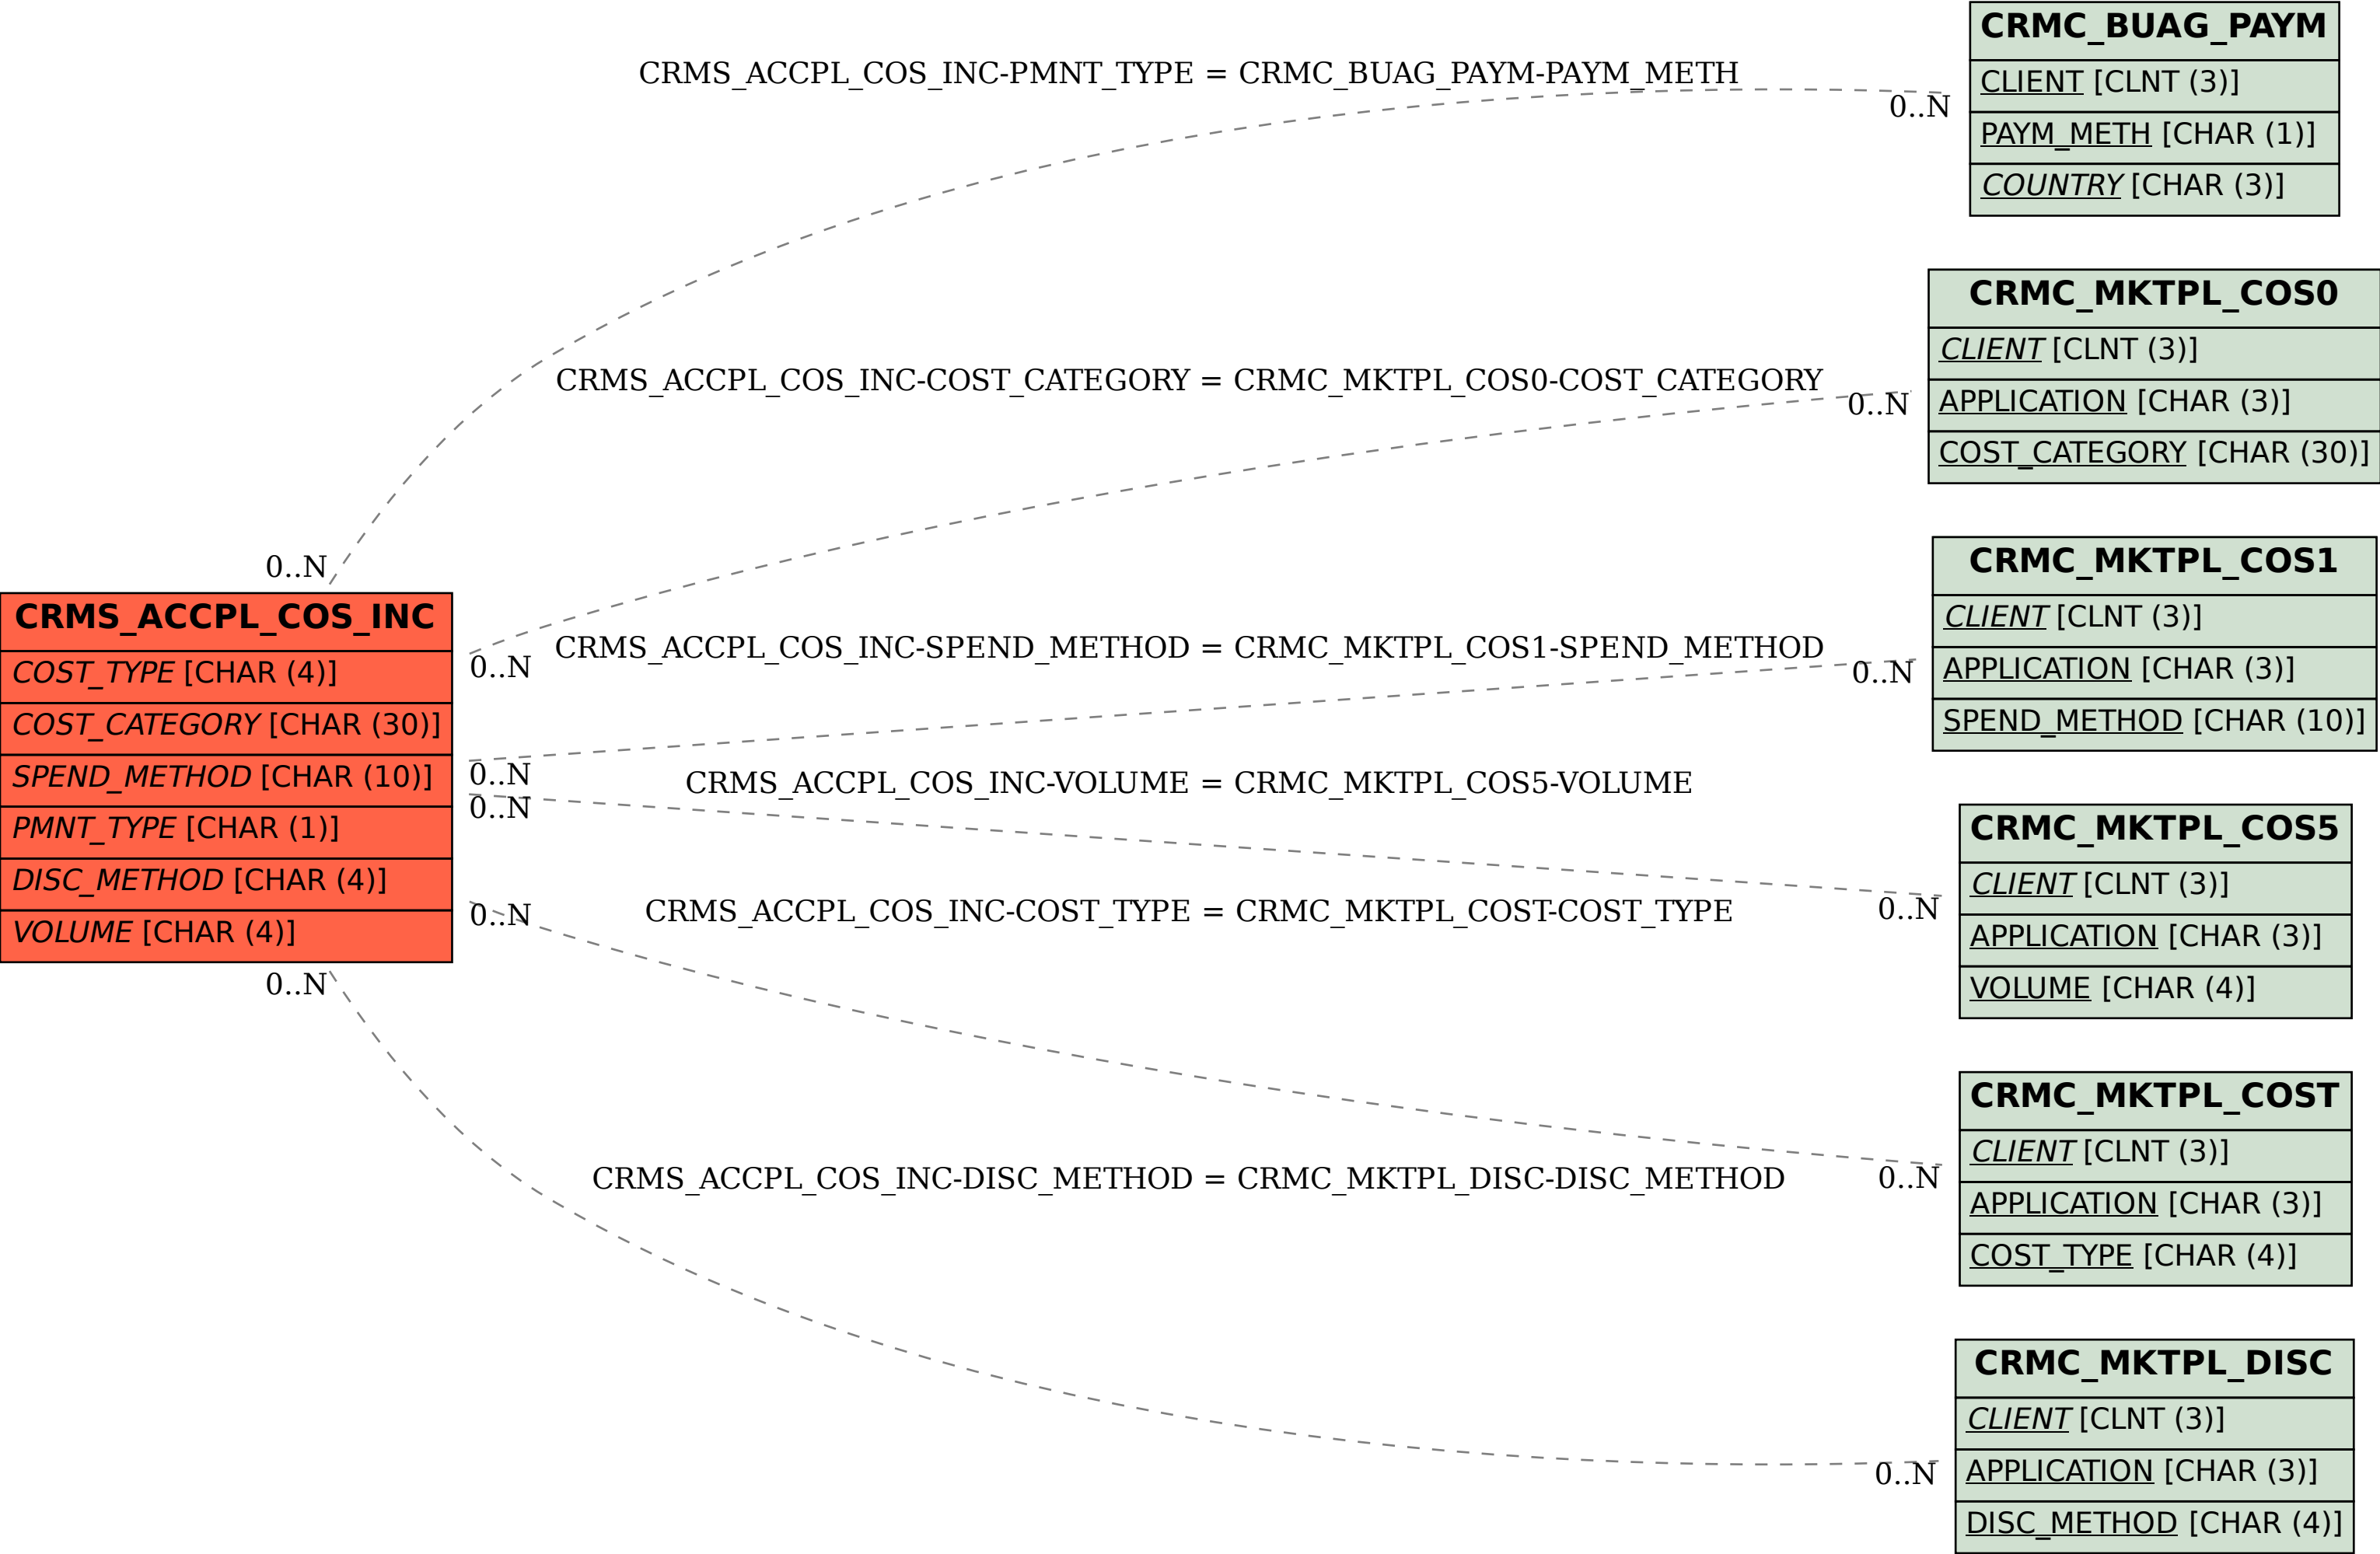 CRMC_BUAG_PAYM
CLIENT [CLNT (3)]
PAYM_METH [CHAR (1)]
COUNTRY [CHAR (3)]
CRMS_ACCPL_COS_INC-PMNT_TYPE = CRMC_BUAG_PAYM-PAYM_METH
0..N
0..N
CRMC_MKTPL_COS0
CLIENT [CLNT (3)]
APPLICATION [CHAR (3)]
COST_CATEGORY [CHAR (30)]
CRMS_ACCPL_COS_INC-COST_CATEGORY = CRMC_MKTPL_COS0-COST_CATEGORY
0..N
0..N
CRMS_ACCPL_COS_INC
COST_TYPE [CHAR (4)]
COST_CATEGORY [CHAR (30)]
SPEND_METHOD [CHAR (10)]
PMNT_TYPE [CHAR (1)]
DISC_METHOD [CHAR (4)]
VOLUME [CHAR (4)]
CRMC_MKTPL_COS1
CLIENT [CLNT (3)]
APPLICATION [CHAR (3)]
SPEND_METHOD [CHAR (10)]
CRMS_ACCPL_COS_INC-SPEND_METHOD = CRMC_MKTPL_COS1-SPEND_METHOD
0..N
0..N
CRMS_ACCPL_COS_INC-VOLUME = CRMC_MKTPL_COS5-VOLUME
0..N
0..N
CRMC_MKTPL_COS5
CLIENT [CLNT (3)]
APPLICATION [CHAR (3)]
VOLUME [CHAR (4)]
CRMS_ACCPL_COS_INC-COST_TYPE = CRMC_MKTPL_COST-COST_TYPE
0..N
0..N
CRMC_MKTPL_COST
CLIENT [CLNT (3)]
APPLICATION [CHAR (3)]
COST_TYPE [CHAR (4)]
CRMS_ACCPL_COS_INC-DISC_METHOD = CRMC_MKTPL_DISC-DISC_METHOD
0..N
0..N
CRMC_MKTPL_DISC
CLIENT [CLNT (3)]
APPLICATION [CHAR (3)]
DISC_METHOD [CHAR (4)]